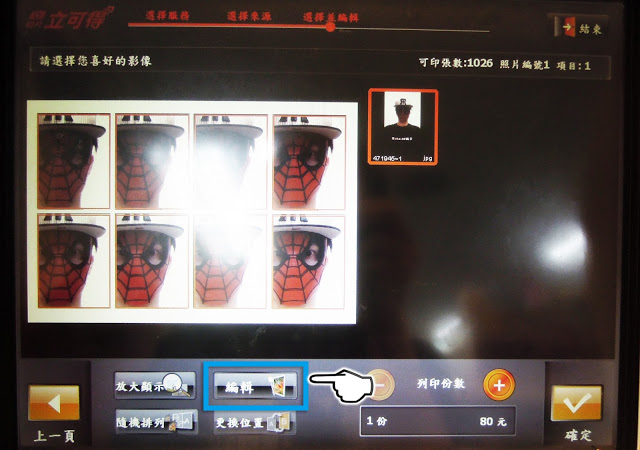 立可得
選擇服務
選擇來源
選擇並編輯
結束
請選擇您喜好的影像
可印張數:1026 照片編號1 項目:1
471946~1 jpg
放大顯示
編輯
列印份數
隨機排列
更換位置
1份 80元
上一頁
確定